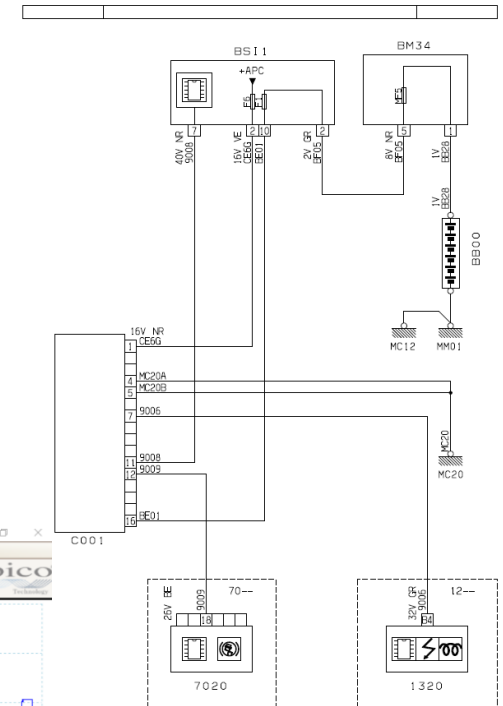 BSI1
BM34
+APC
F6
F1
MF5
7
2
10
2
5
1
40V NR
9008
16V VE
CE6G
BE01
2V GR
BF05
8V NR
BF05
1V
BB28
1V
BB28
BB00
MC12
MM01
16V NR
1
CE6G
4
MC20A
5
MC20B
7
9006
MC20
MC20
11
9008
12
9009
16
BE01
C001
pico
Technology
26V BE
9009
70--
18
7020
32V GR
9006
12--
B4
1320